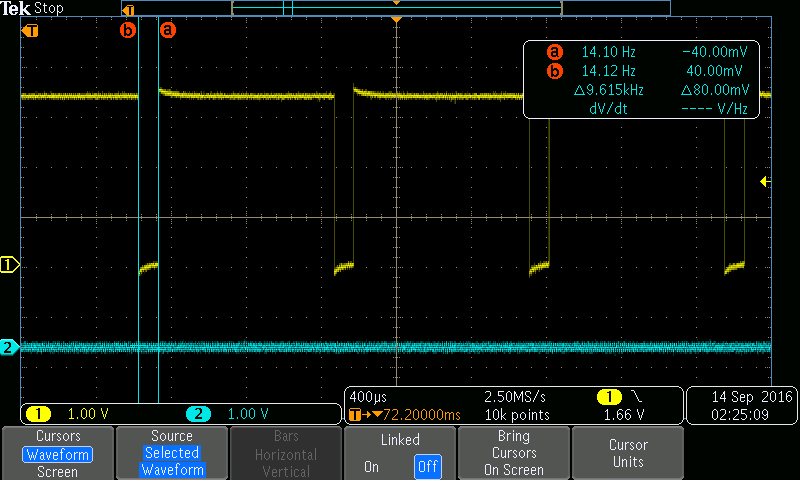 Tek Stop
T
T
b a
a 14.10 Hz −40.00mV
b 14.12 Hz 40.00mV
Δ9.615kHz Δ80.00mV
dV/dt ---- V/Hz
1
2
1 1.00 V 2 1.00 V
400µs 2.50MS/s 1
T→▼72.20000ms 10k points 1.66 V
14 Sep 2016
02:25:09
Cursors
Waveform
Screen
Source
Selected
Waveform
Bars
Horizontal
Vertical
Linked
On Off
Bring
Cursors
On Screen
Cursor
Units